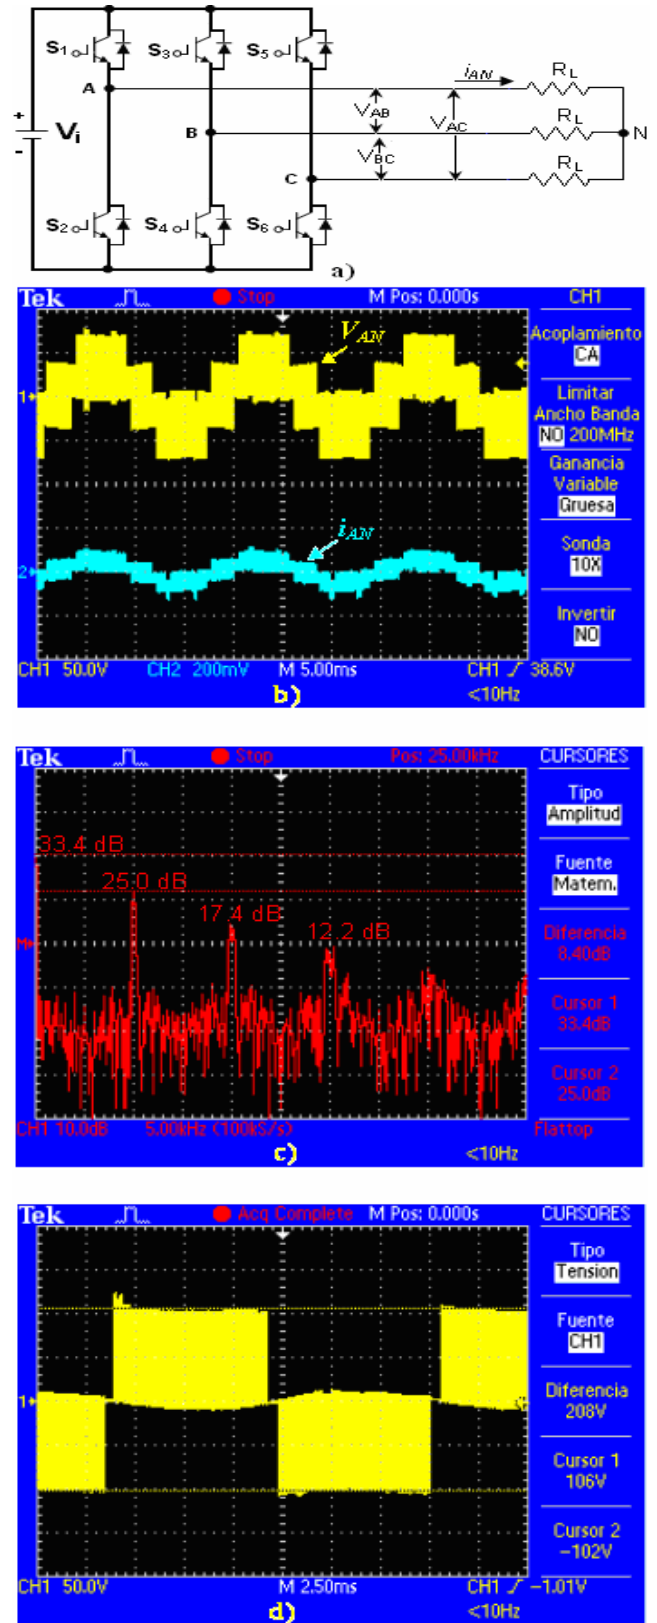 S1 S3 S5
iAN RL
A
VAB VAC RL N
+ Vi - B
VBC RL
C
S2 S4 S6
a)
Tek Stop M Pos: 0.000s CH1
VAN
Acoplamiento
CA
1
Limitar
Ancho Banda
NO 200MHz
Ganancia
Variable
Gruesa
iAN
Sonda
10X
2
Invertir
NO
CH1 50.0V CH2 200mV M 5.00ms CH1 38.6V
b) <10Hz
Tek Stop Pos: 25.00kHz CURSORES
Tipo
Amplitud
33.4 dB
Fuente
Matem.
25.0 dB
17.4 dB
12.2 dB
M
Diferencia
8.40dB
Cursor 1
33.4dB
Cursor 2
25.0dB
CH1 10.0dB 5.00kHz (100kS/s) Flattop
c) <10Hz
Tek Acq Complete M Pos: 0.000s CURSORES
Tipo
Tension
Fuente
CH1
1
Diferencia
208V
Cursor 1
106V
Cursor 2
-102V
CH1 50.0V M 2.50ms CH1 -1.01V
d) <10Hz